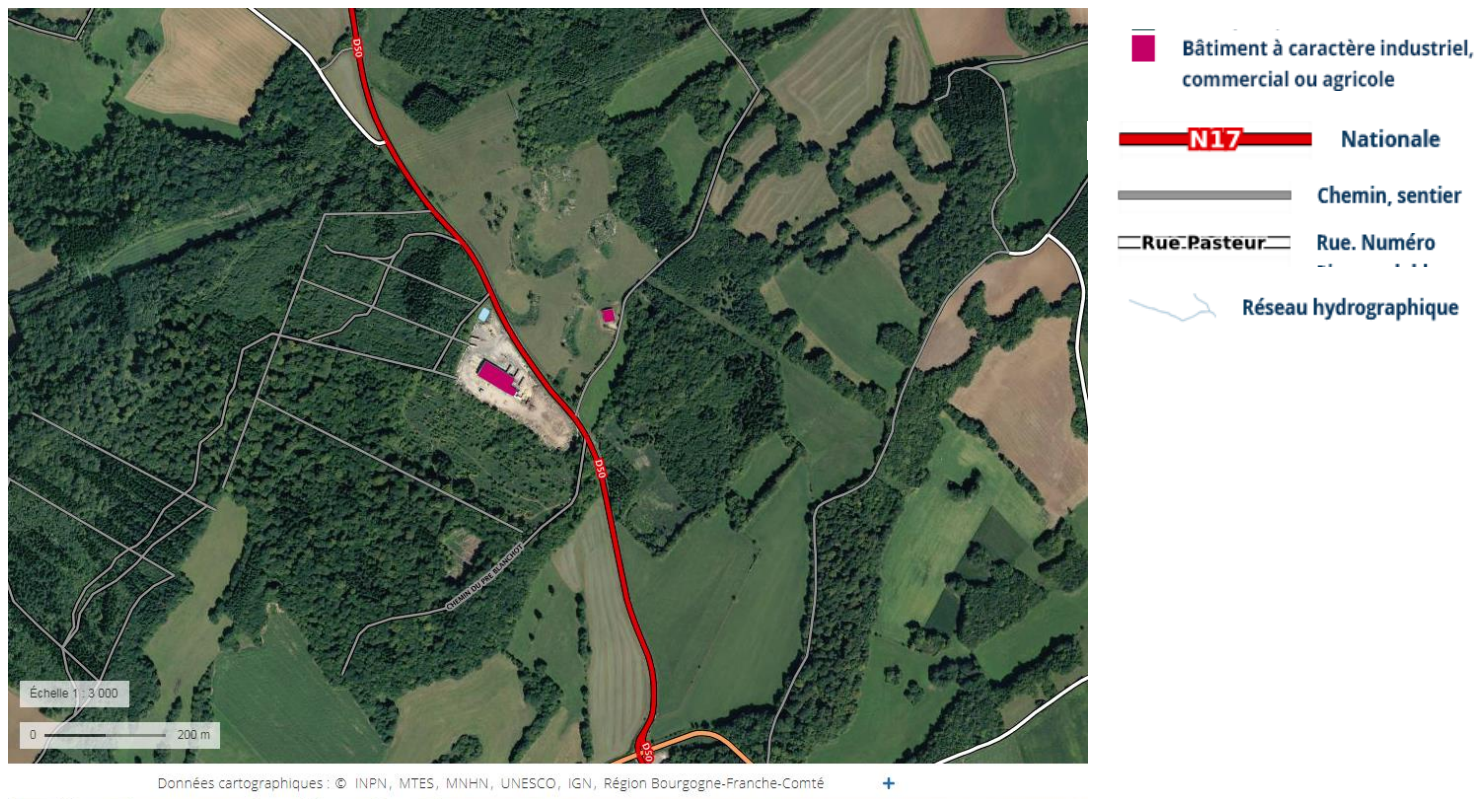 D50
D50
CHEMIN DU PRE BLANCHOT
D50
Échelle 1 : 3 000
0 200 m
Données cartographiques : © INPN, MTES, MNHN, UNESCO, IGN, Région Bourgogne-Franche-Comté +
Bâtiment à caractère industriel,
commercial ou agricole
N17 Nationale
Chemin, sentier
Rue Pasteur Rue. Numéro
Réseau hydrographique